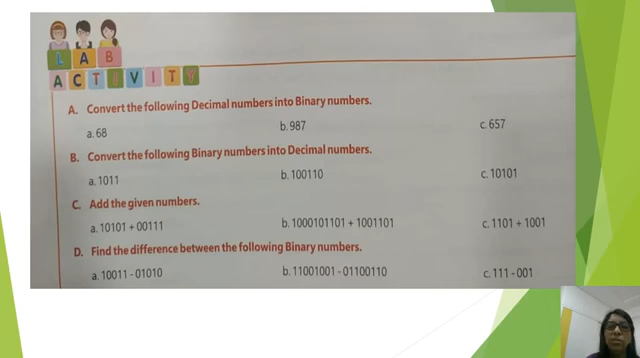 LAB
ACTIVITY
A. Convert the following Decimal numbers into Binary numbers.
a. 68 b. 987 c. 657
B. Convert the following Binary numbers into Decimal numbers.
a. 1011 b. 100110 c. 10101
C. Add the given numbers.
a. 10101 + 00111 b. 1000101101 + 1001101 c. 1101 + 1001
D. Find the difference between the following Binary numbers.
a. 10011 - 01010 b. 11001001 - 01100110 c. 111 - 001